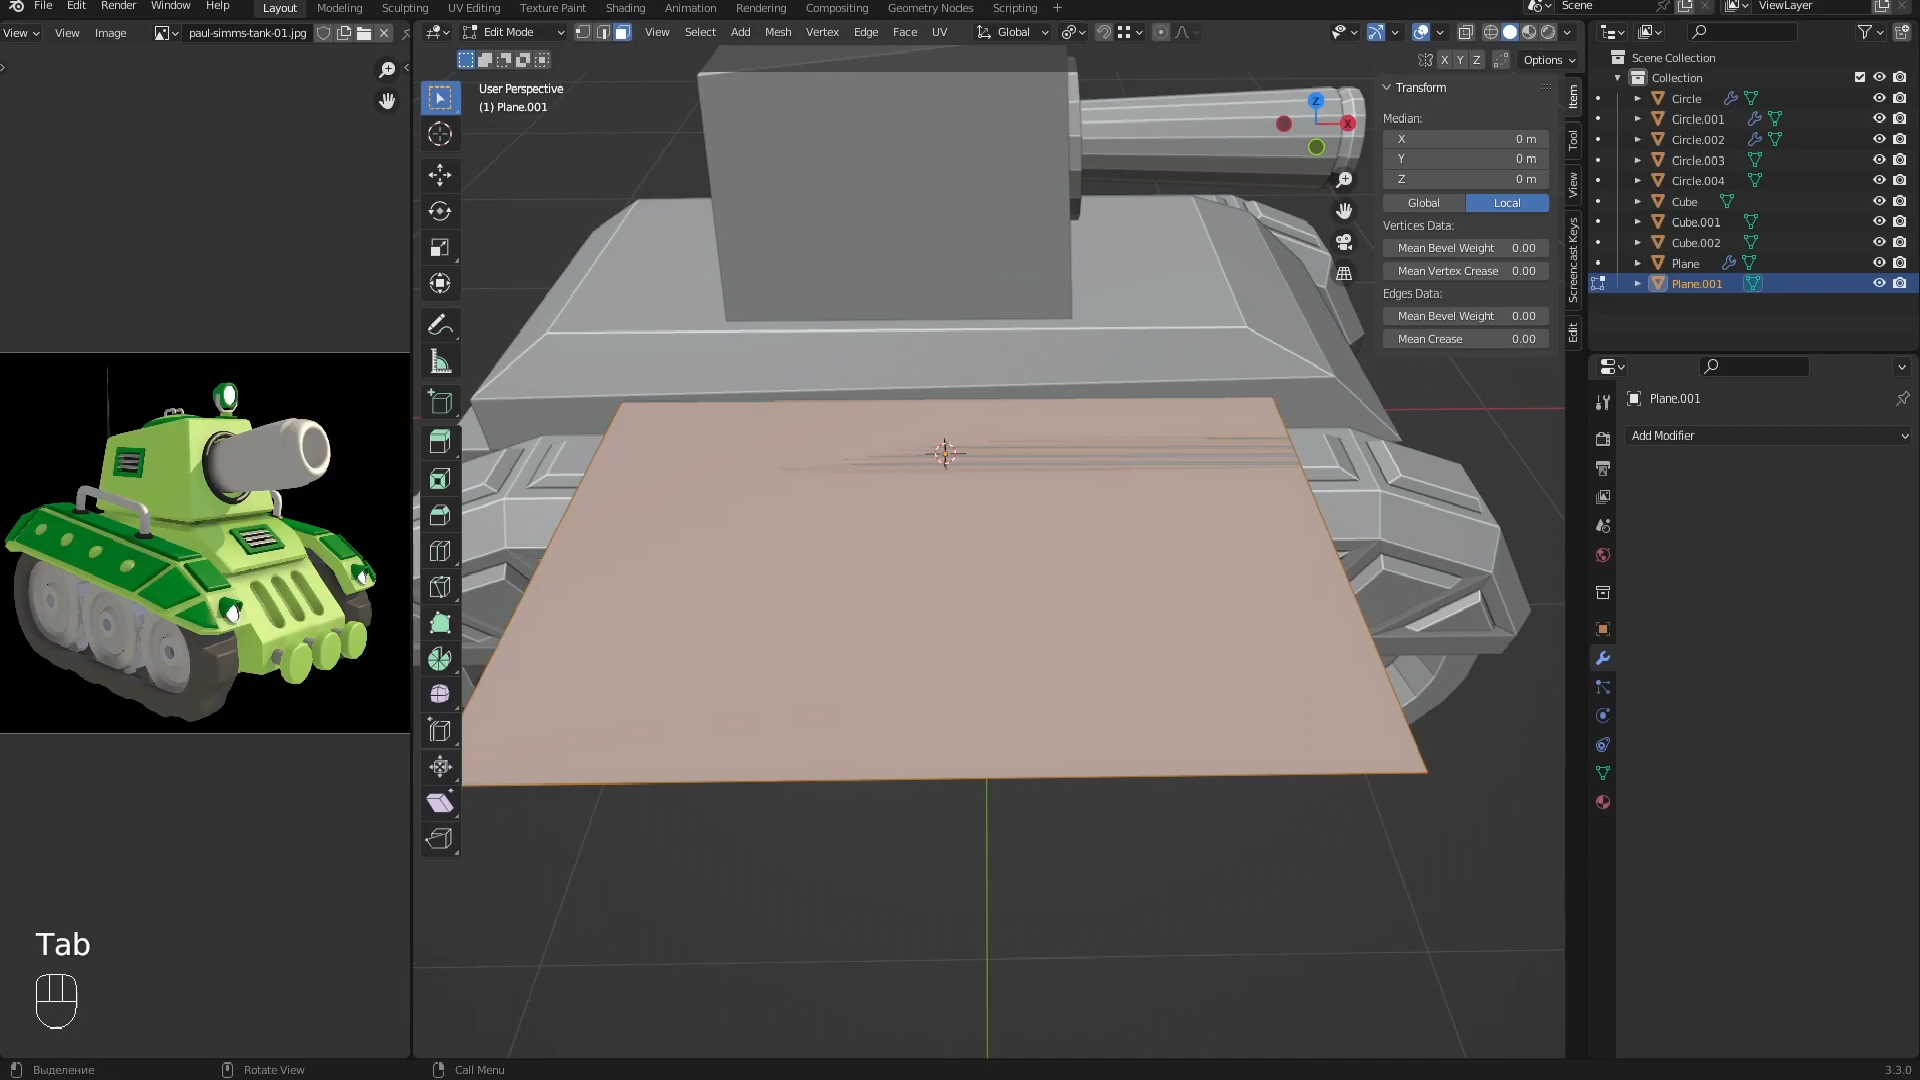 File Edit Render Window Help
Layout Modeling Sculpting UV Editing Texture Paint Shading Animation Rendering Compositing Geometry Nodes Scripting +
Scene ViewLayer
View View Image paul-simms-tank-01.jpg
Edit Mode View Select Add Mesh Vertex Edge Face UV Global
X Y Z Options
User Perspective
(1) Plane.001
Z
X
Transform
Median:
X 0 m
Y 0 m
Z 0 m
Global Local
Vertices Data:
Mean Bevel Weight 0.00
Mean Vertex Crease 0.00
Edges Data:
Mean Bevel Weight 0.00
Mean Crease 0.00
Item
Tool
View
Screencast Keys
Edit
Scene Collection
Collection
Circle
Circle.001
Circle.002
Circle.003
Circle.004
Cube
Cube.001
Cube.002
Plane
Plane.001
Plane.001
Add Modifier
Tab
Выделение Rotate View Call Menu 3.3.0